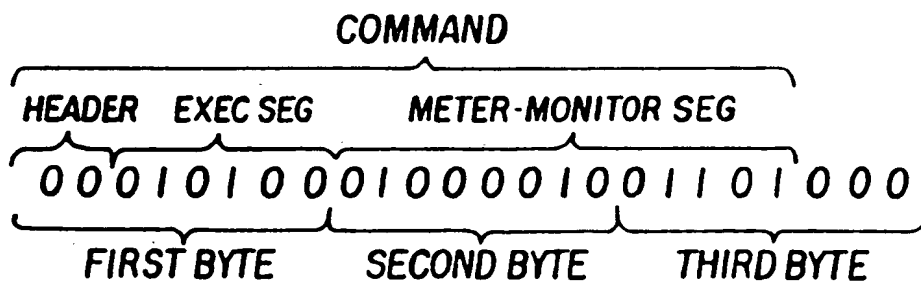 COMMAND
HEADER EXEC SEG METER-MONITOR SEG
0 0 0 1 0 1 0 0 0 1 0 0 0 0 1 0 0 1 1 0 1 0 0 0
FIRST BYTE SECOND BYTE THIRD BYTE